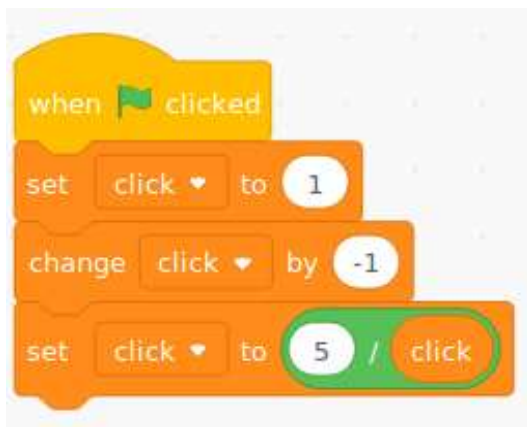 when clicked
set click to 1
change click by -1
set click to 5 / click